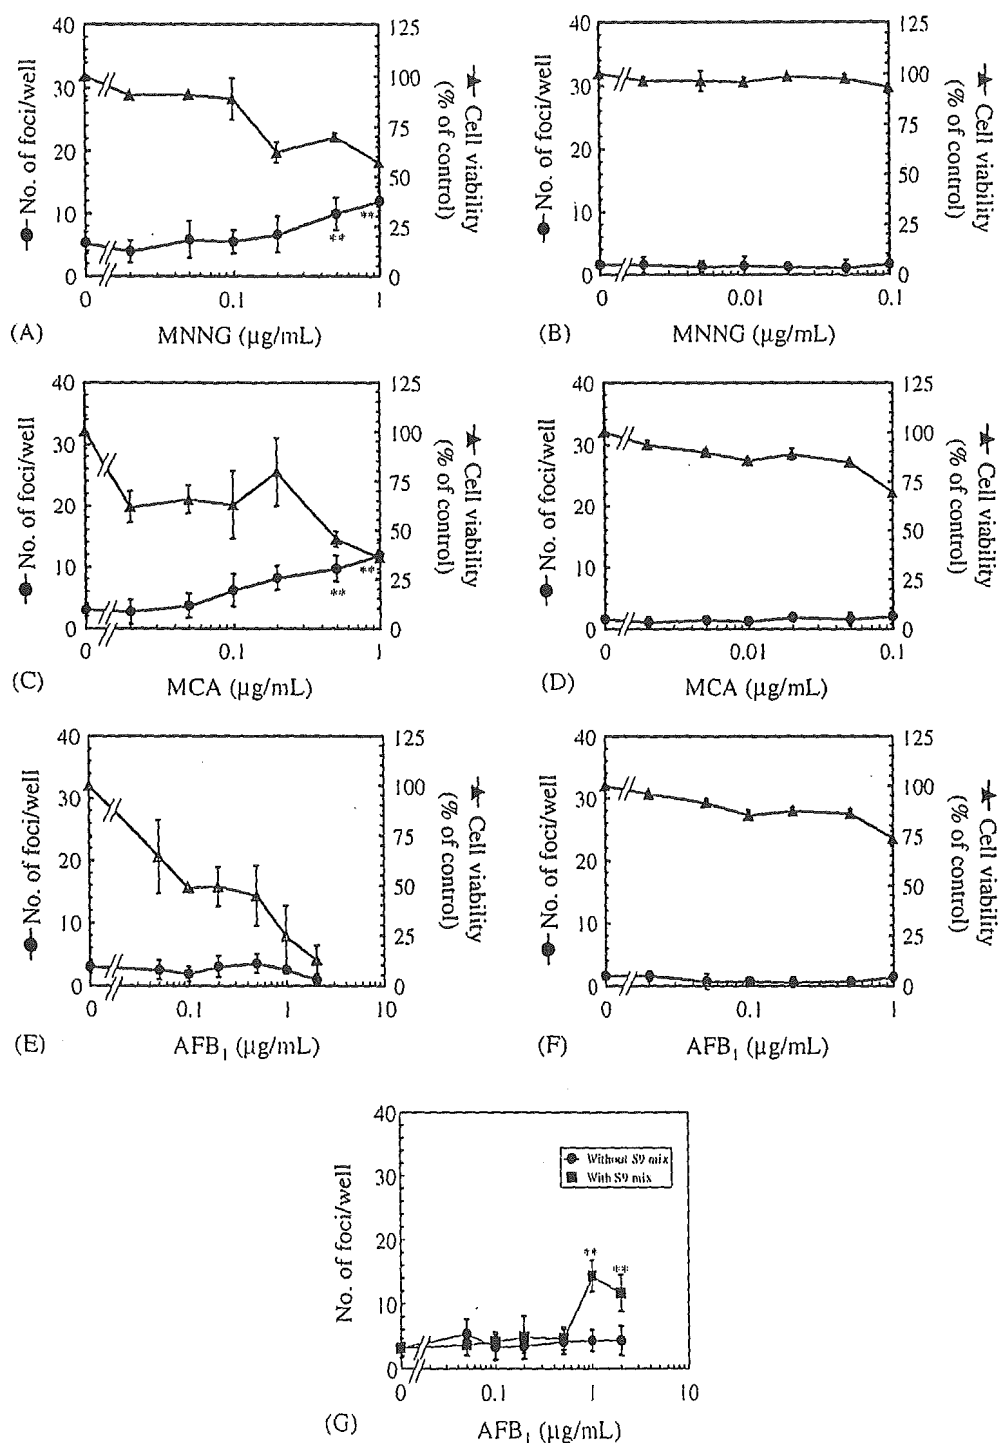 40
30
20
10
0
125
100
75
50
25
0
No. of foci/well
Cell viability
(% of control)
**
**
0
0.1
1
(A)
MNNG (µg/mL)
40
30
20
10
0
125
100
75
50
25
0
No. of foci/well
Cell viability
(% of control)
0
0.01
0.1
(B)
MNNG (µg/mL)
40
30
20
10
0
125
100
75
50
25
0
No. of foci/well
Cell viability
(% of control)
**
**
0
0.1
1
(C)
MCA (µg/mL)
40
30
20
10
0
125
100
75
50
25
0
No. of foci/well
Cell viability
(% of control)
0
0.01
0.1
(D)
MCA (µg/mL)
40
30
20
10
0
125
100
75
50
25
0
No. of foci/well
Cell viability
(% of control)
0
0.1
1
10
(E)
AFB₁ (µg/mL)
40
30
20
10
0
125
100
75
50
25
0
No. of foci/well
Cell viability
(% of control)
0
0.01
0.1
1
(F)
AFB₁ (µg/mL)
40
30
20
10
0
No. of foci/well
Without S9 mix
With S9 mix
**
**
0
0.1
1
10
(G)
AFB₁ (µg/mL)